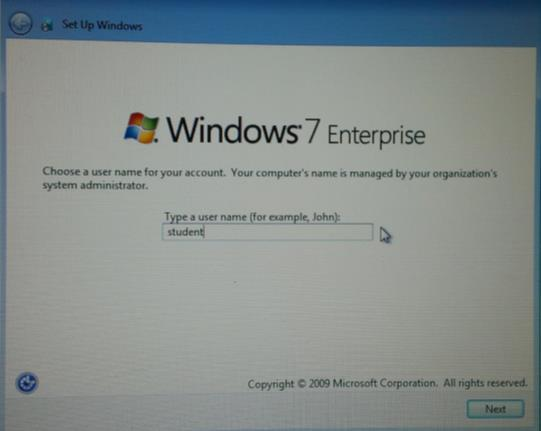 Set Up Windows
Windows 7 Enterprise
Choose a user name for your account. Your computer's name is managed by your organization's
system administrator.
Type a user name (for example, John):
student
Copyright © 2009 Microsoft Corporation. All rights reserved.
Next